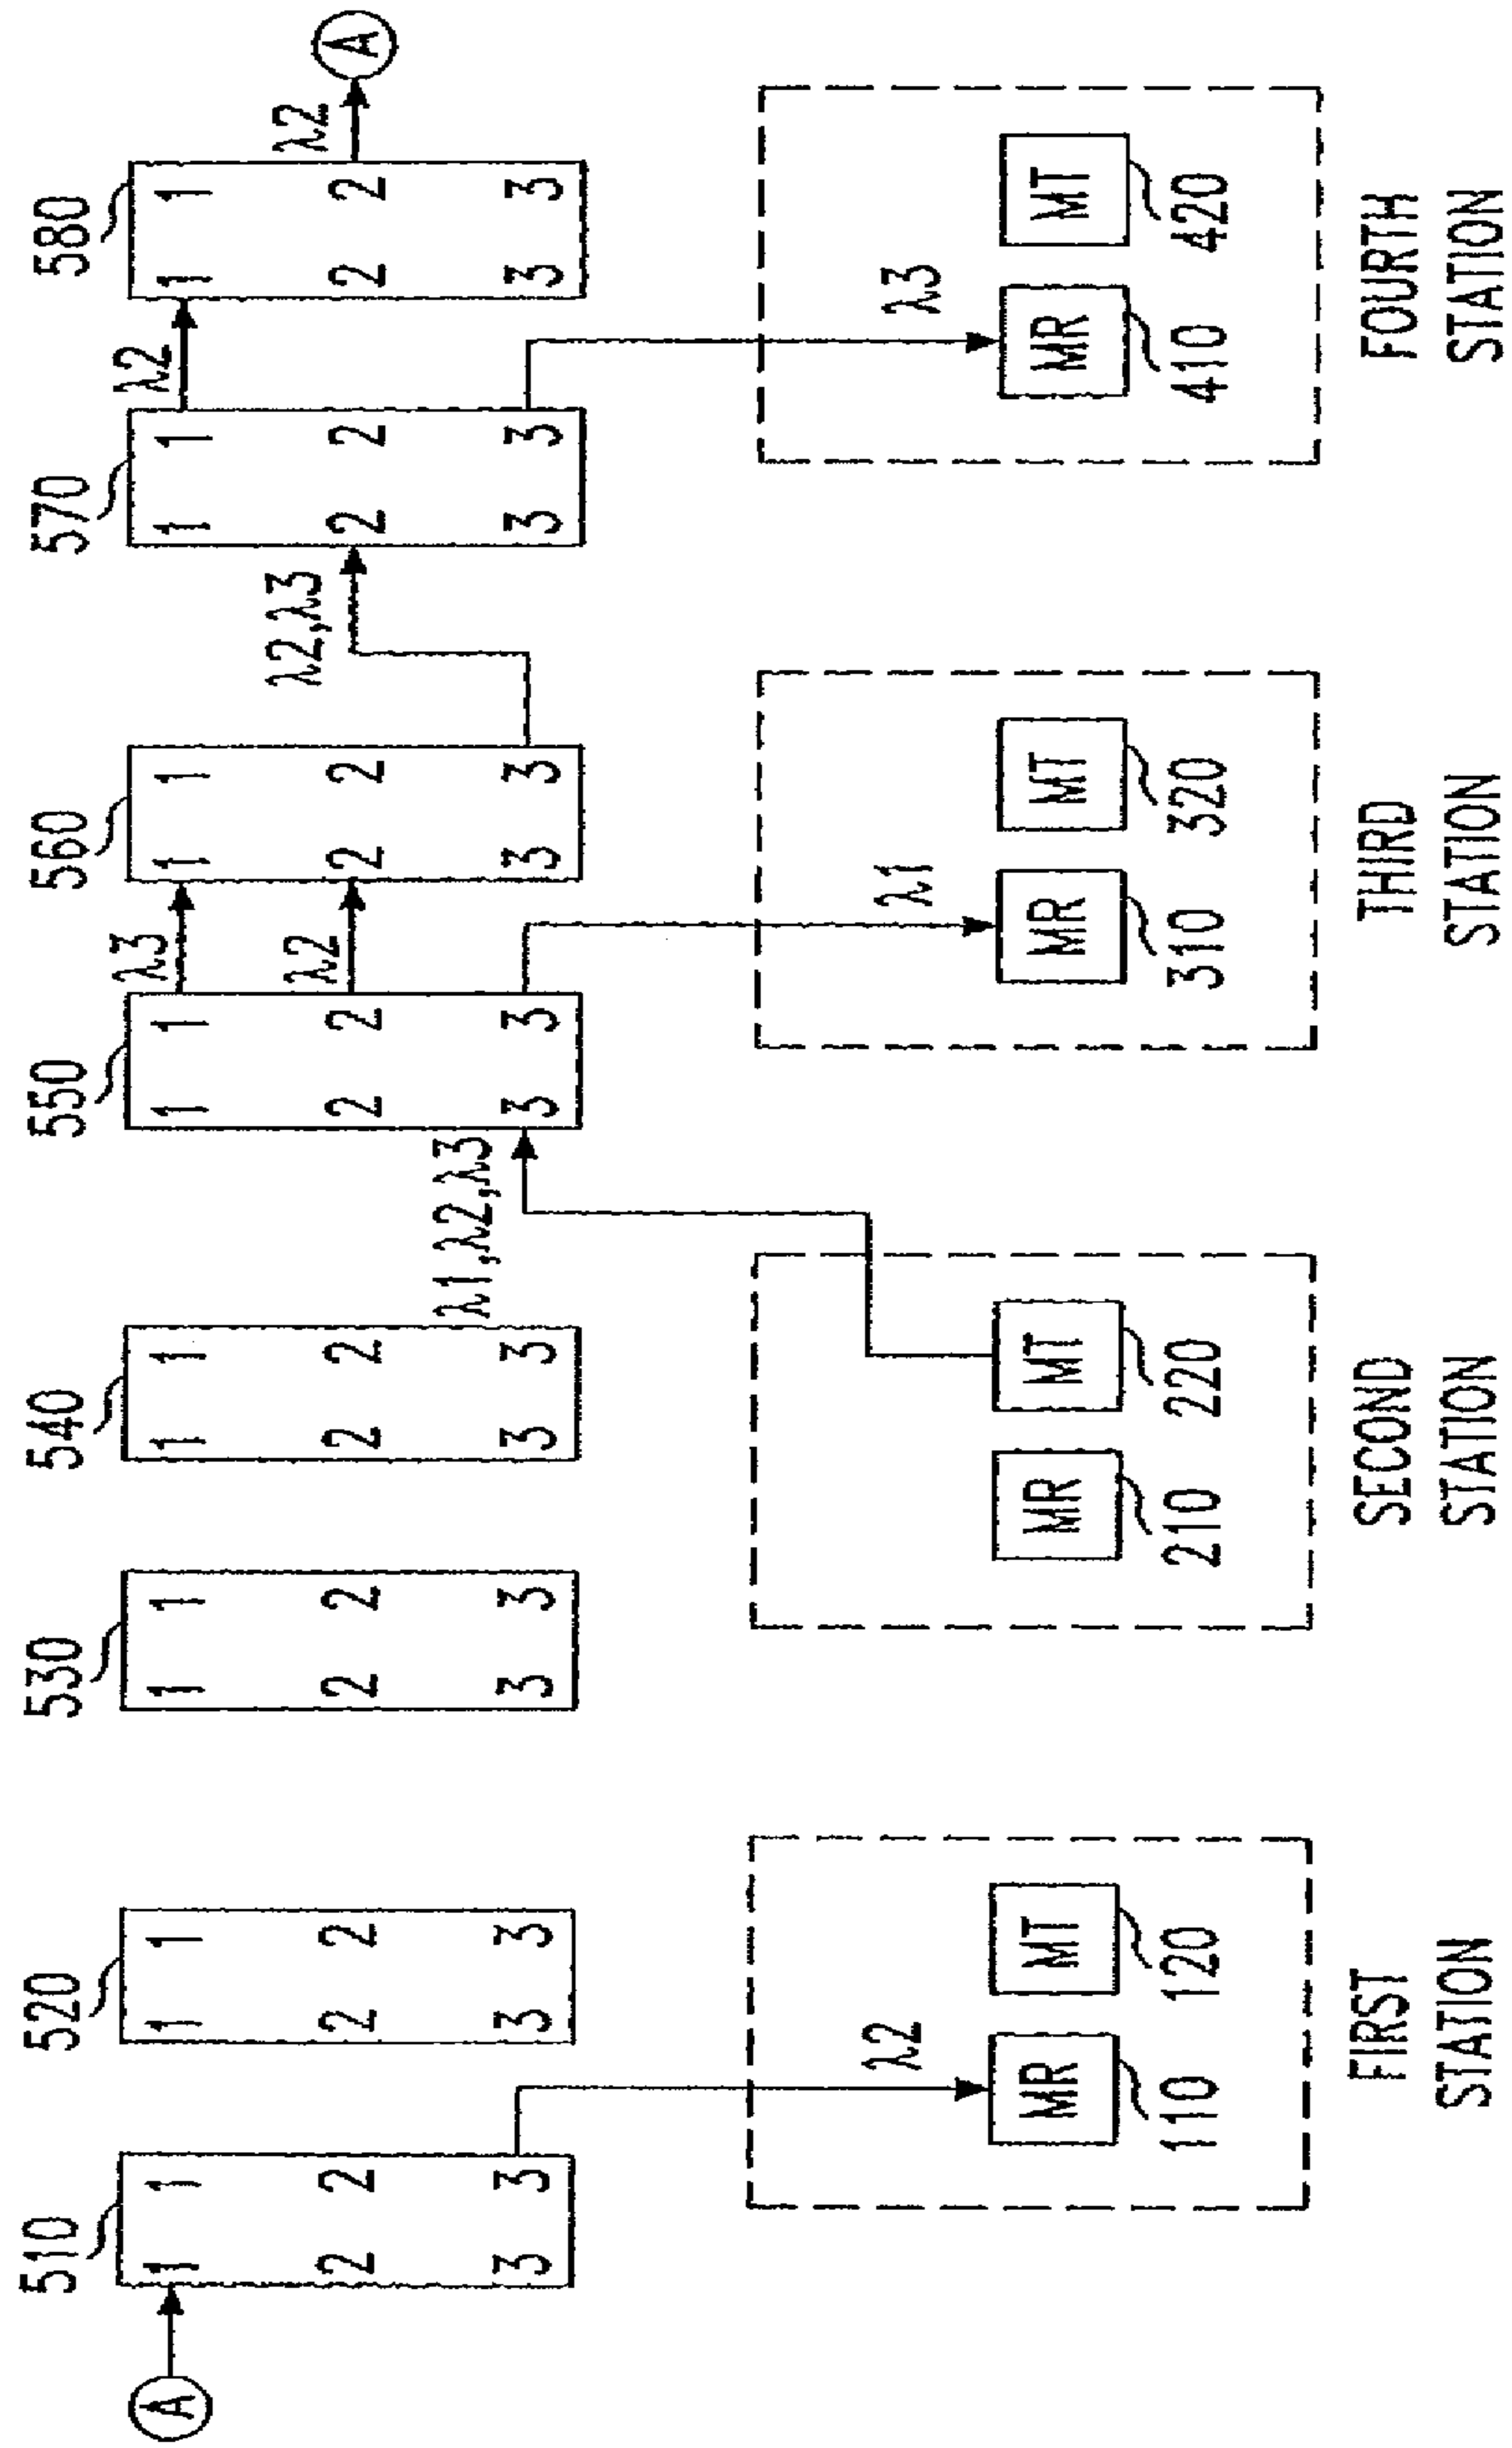 510 520 530 540 550 560 570 580
λ3 λ2
A 1 1 1 1 1 1 1 1 1 1 1 1 1 1 1 1
λ2 λ2,λ3 λ2
2 2 2 2 2 2 2 2 2 2 2 2 2 2 2 2 A
λ1,λ2,λ3
3 3 3 3 3 3 3 3 3 3 3 3 3 3 3 3
λ2 λ1 λ3
MR MT MR MT MR MT MR MT
110 120 210 220 310 320 410 420
FIRST SECOND THIRD FOURTH
STATION STATION STATION STATION